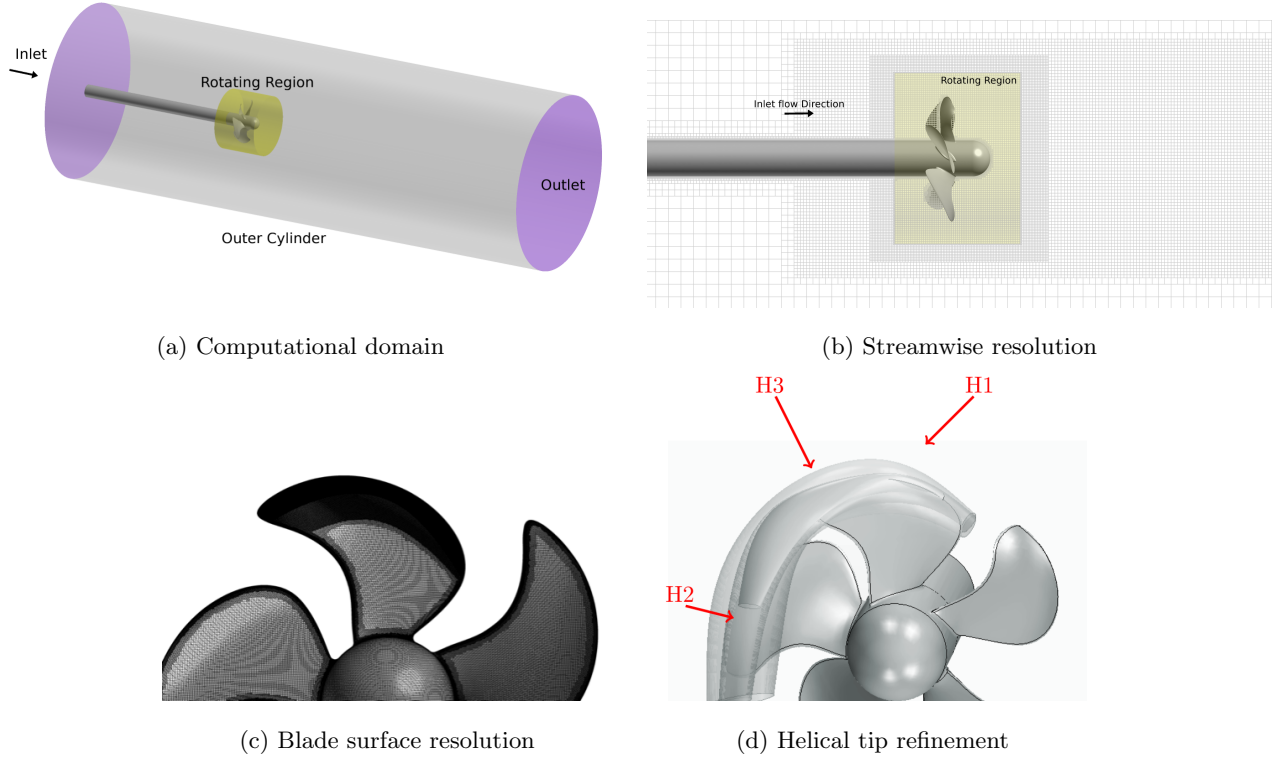 Inlet
Rotating Region
Outlet
Outer Cylinder
(a) Computational domain
Rotating Region
Inlet flow Direction
(b) Streamwise resolution
(c) Blade surface resolution
H3
H1
H2
(d) Helical tip refinement